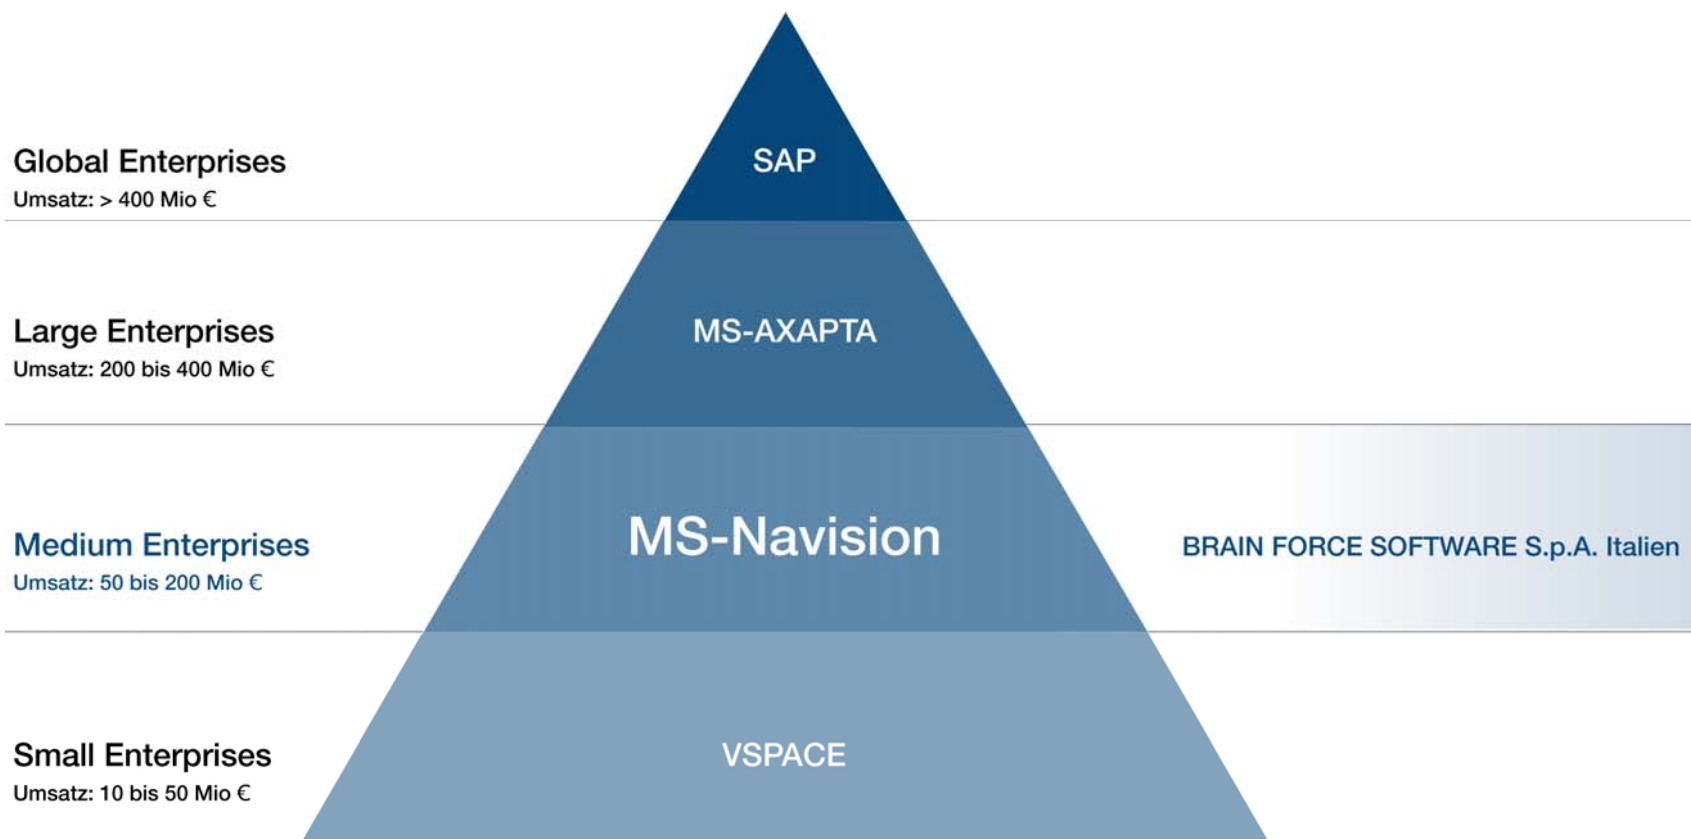 Global Enterprises
Umsatz: > 400 Mio €
SAP
Large Enterprises
Umsatz: 200 bis 400 Mio €
MS-AXAPTA
Medium Enterprises
Umsatz: 50 bis 200 Mio €
MS-Navision
BRAIN FORCE SOFTWARE S.p.A. Italien
Small Enterprises
Umsatz: 10 bis 50 Mio €
VSPACE